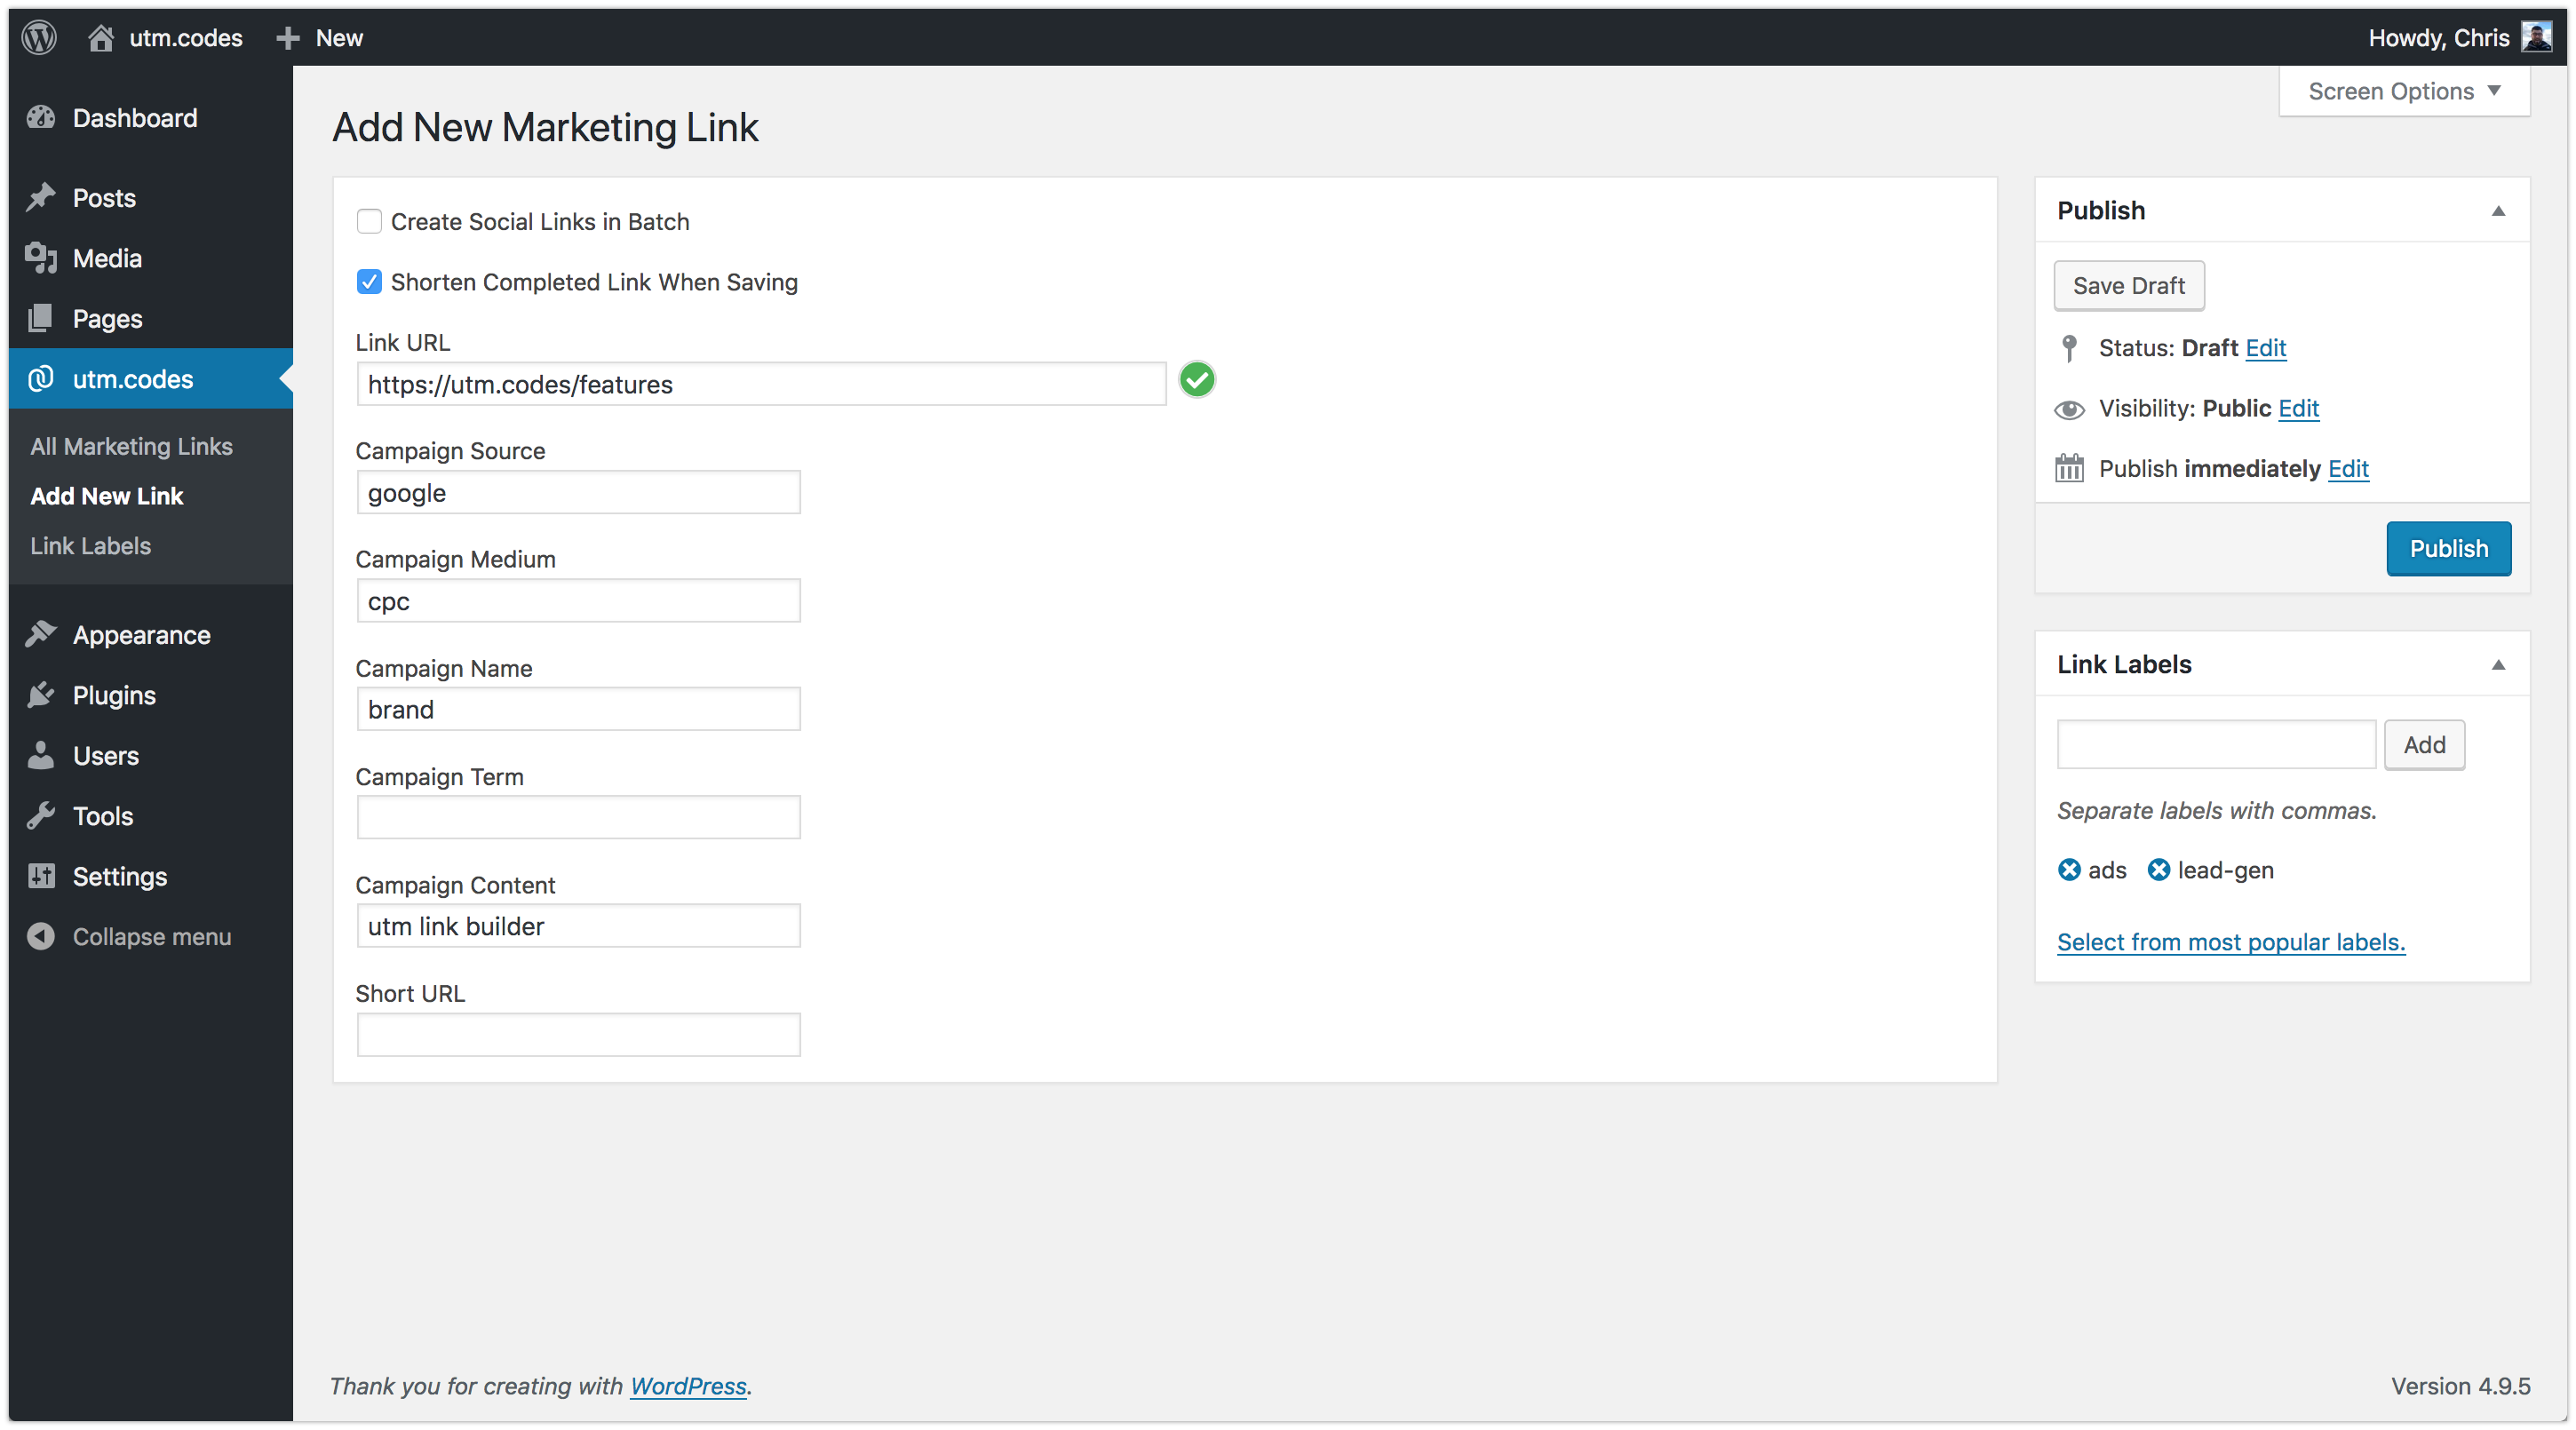 utm.codes
New
Howdy, Chris
Screen Options
Dashboard
Posts
Media
Pages
utm.codes
All Marketing Links
Add New Link
Link Labels
Appearance
Plugins
Users
Tools
Settings
Collapse menu
Add New Marketing Link
Create Social Links in Batch
Shorten Completed Link When Saving
Link URL
https://utm.codes/features
Campaign Source
google
Campaign Medium
cpc
Campaign Name
brand
Campaign Term
Campaign Content
utm link builder
Short URL
Publish
Save Draft
Status: Draft Edit
Visibility: Public Edit
Publish immediately Edit
Publish
Link Labels
Add
Separate labels with commas.
ads lead-gen
Select from most popular labels.
Thank you for creating with WordPress.
Version 4.9.5